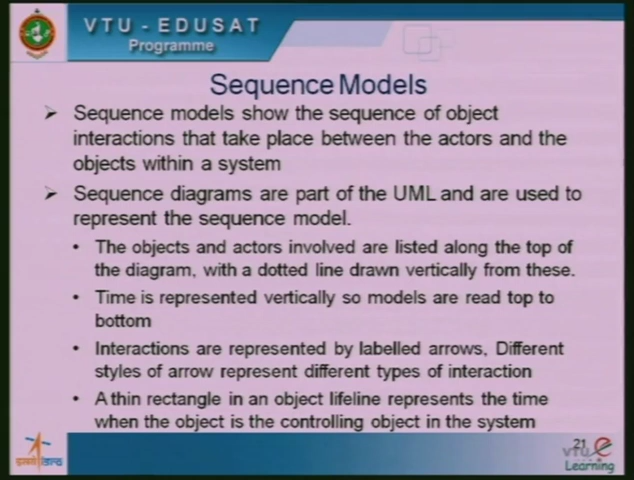 VTU - EDUSAT
Programme
Sequence Models
Sequence models show the sequence of object
interactions that take place between the actors and the
objects within a system
Sequence diagrams are part of the UML and are used to
represent the sequence model.
The objects and actors involved are listed along the top of
the diagram, with a dotted line drawn vertically from these.
Time is represented vertically so models are read top to
bottom
Interactions are represented by labelled arrows, Different
styles of arrow represent different types of interaction
A thin rectangle in an object lifeline represents the time
when the object is the controlling object in the system
21
vtu e
Learning